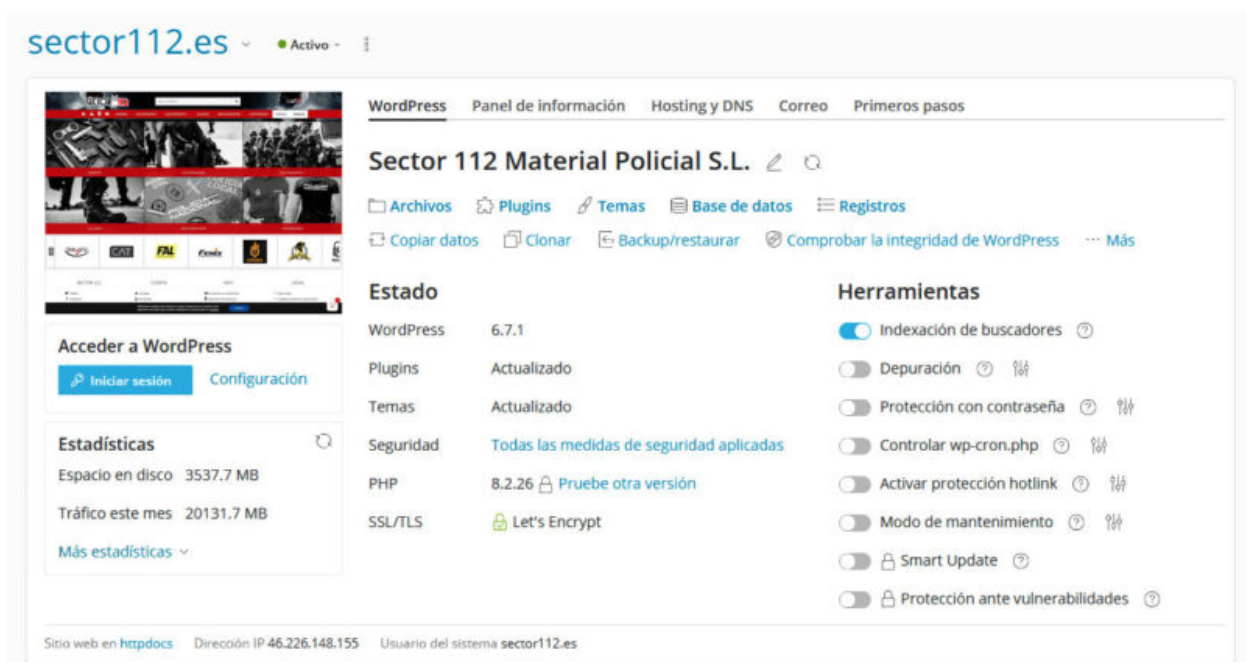 sector112.es Activo
WordPress Panel de información Hosting y DNS Correo Primeros pasos
Sector 112 Material Policial S.L.
Archivos Plugins Temas Base de datos Registros
Copiar datos Clonar Backup/restaurar Comprobar la integridad de WordPress ··· Más
CAT FAL
Estado
WordPress 6.7.1
Plugins Actualizado
Temas Actualizado
Seguridad Todas las medidas de seguridad aplicadas
PHP 8.2.26 Pruebe otra versión
SSL/TLS Let's Encrypt
Herramientas
Indexación de buscadores
Depuración
Protección con contraseña
Controlar wp-cron.php
Activar protección hotlink
Modo de mantenimiento
Smart Update
Protección ante vulnerabilidades
Acceder a WordPress
Iniciar sesión Configuración
Estadísticas
Espacio en disco 3537.7 MB
Tráfico este mes 20131.7 MB
Más estadísticas
Sitio web en httpdocs Dirección IP 46.226.148.155 Usuario del sistema sector112.es